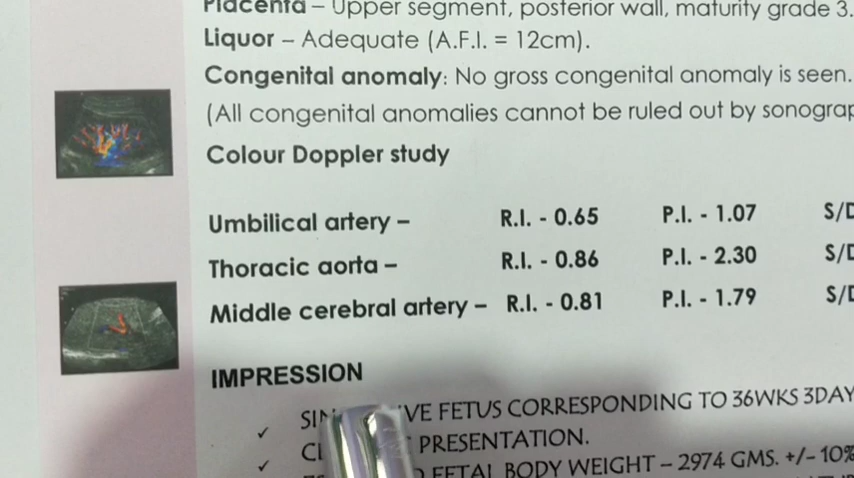 Placenta – Upper segment, posterior wall, maturity grade 3.
Liquor – Adequate (A.F.I. = 12cm).
Congenital anomaly: No gross congenital anomaly is seen.
(All congenital anomalies cannot be ruled out by
Colour Doppler study
Umbilical artery – R.I. - 0.65 P.I. - 1.07
Thoracic aorta – R.I. - 0.86 P.I. - 2.30
Middle cerebral artery – R.I. - 0.81 P.I. - 1.79
IMPRESSION
FETUS CORRESPONDING TO 36WKS
PRESENTATION.
FETAL BODY WEIGHT – 2974 GMS. +/- 10%